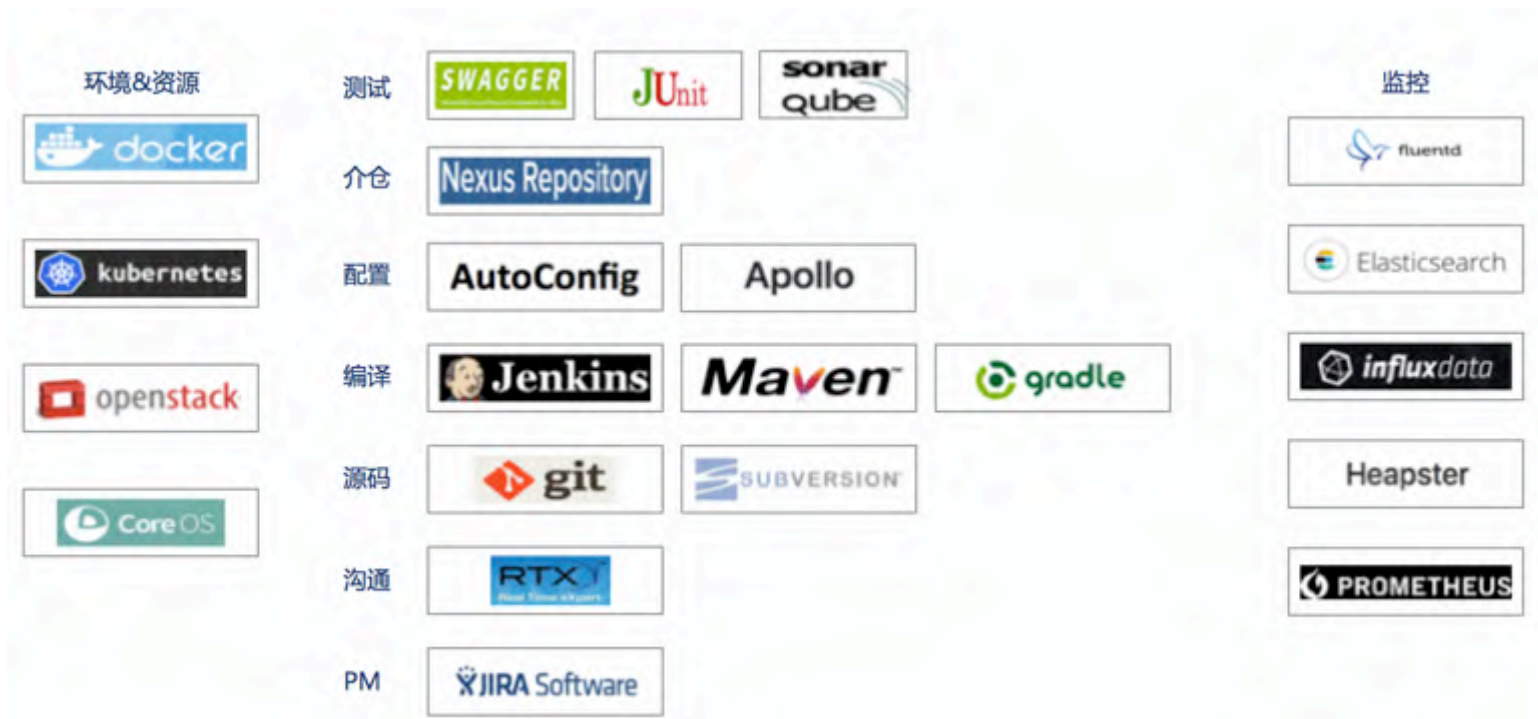 环境&资源
docker
kubernetes
openstack
CoreOS
测试
SWAGGER
JUnit
sonar
qube
介仓
Nexus Repository
配置
AutoConfig
Apollo
编译
Jenkins
Maven™
gradle
源码
git
SUBVERSION
沟通
RTX
Real Time eXpert
PM
JIRA Software
监控
fluentd
Elasticsearch
influxdata
Heapster
PROMETHEUS